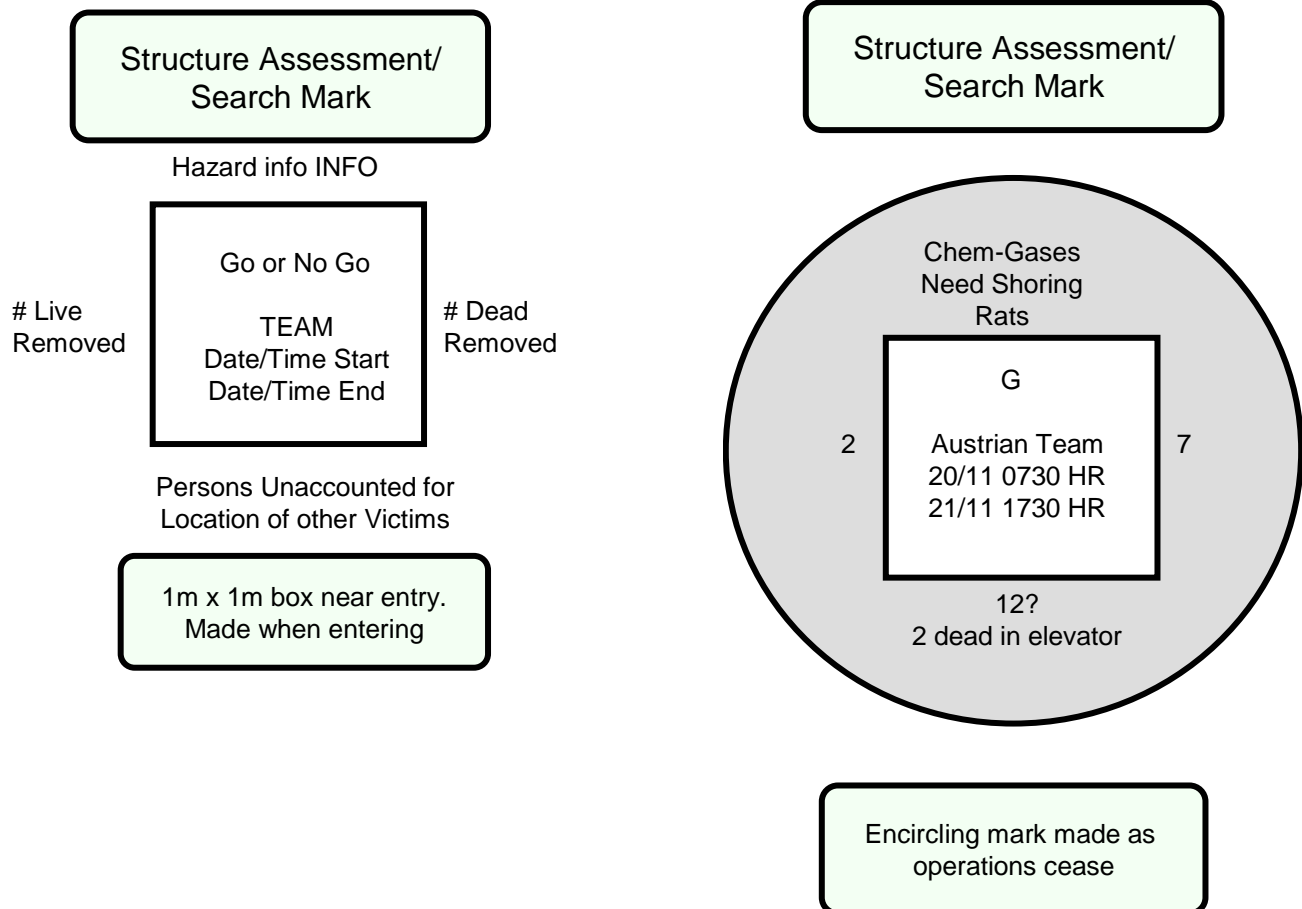 Structure Assessment/
Search Mark
Hazard info INFO
Go or No Go
TEAM
Date/Time Start
Date/Time End
# Live
Removed
# Dead
Removed
Persons Unaccounted for
Location of other Victims
1m x 1m box near entry.
Made when entering
Structure Assessment/
Search Mark
Chem-Gases
Need Shoring
Rats
G
Austrian Team
20/11 0730 HR
21/11 1730 HR
2
7
12?
2 dead in elevator
Encircling mark made as
operations cease